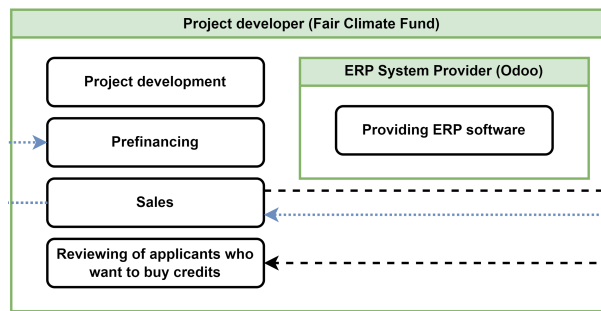 Project developer (Fair Climate Fund)
Project development
Prefinancing
Sales
Reviewing of applicants who
want to buy credits
ERP System Provider (Odoo)
Providing ERP software